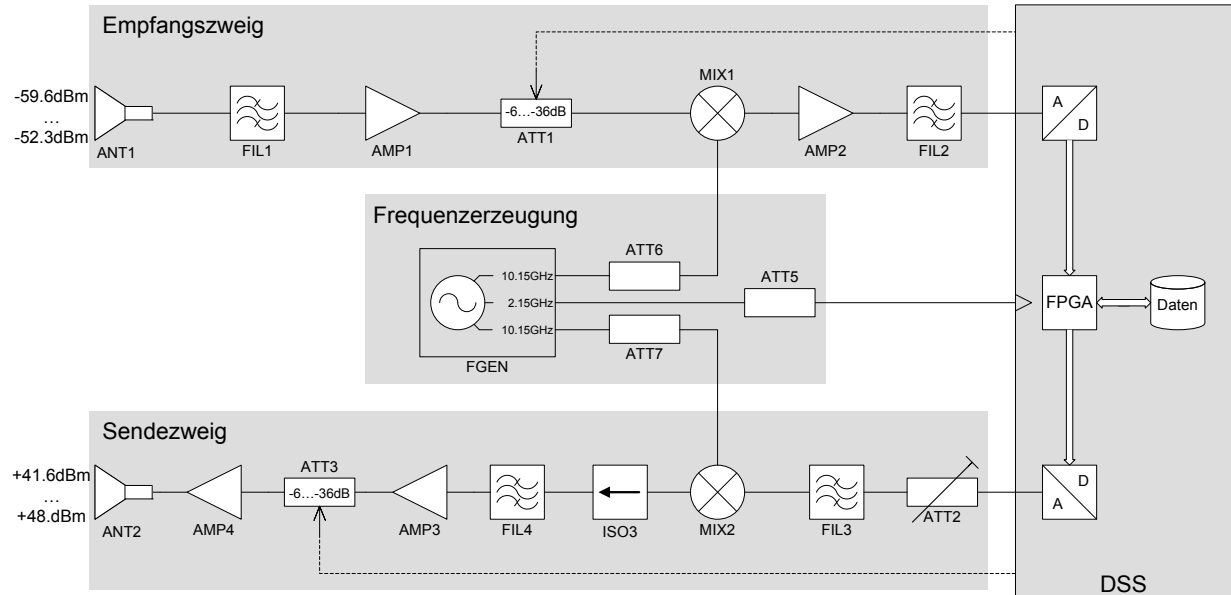 Empfangszweig
-59.6dBm
...
-52.3dBm
ANT1
FIL1
AMP1
-6...-36dB
ATT1
MIX1
AMP2
FIL2
A
D
Frequenzerzeugung
10.15GHz
2.15GHz
10.15GHz
FGEN
ATT6
ATT5
ATT7
FPGA
Daten
Sendezweig
+41.6dBm
...
+48.dBm
ANT2
AMP4
ATT3
-6...-36dB
AMP3
FIL4
ISO3
MIX2
FIL3
ATT2
D
A
DSS